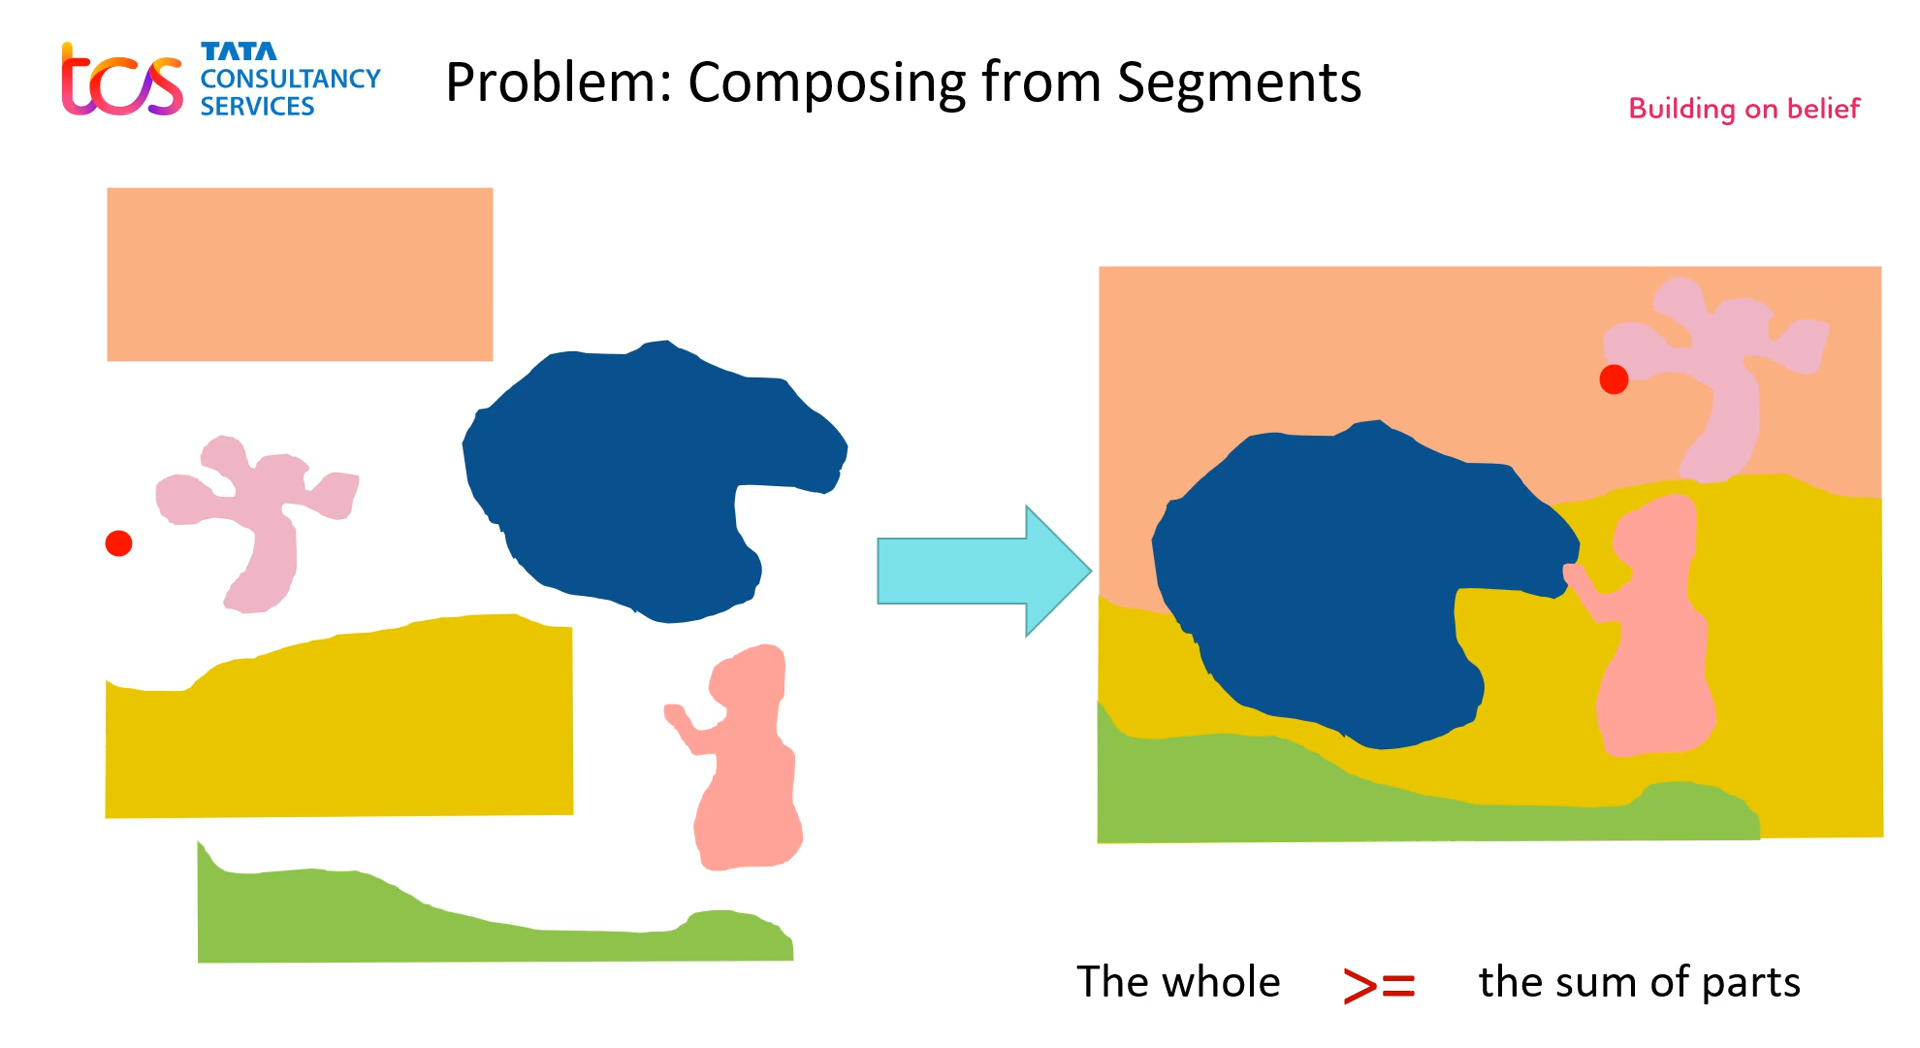 tcs
TATA
CONSULTANCY
SERVICES
Problem: Composing from Segments
Building on belief
The whole >= the sum of parts